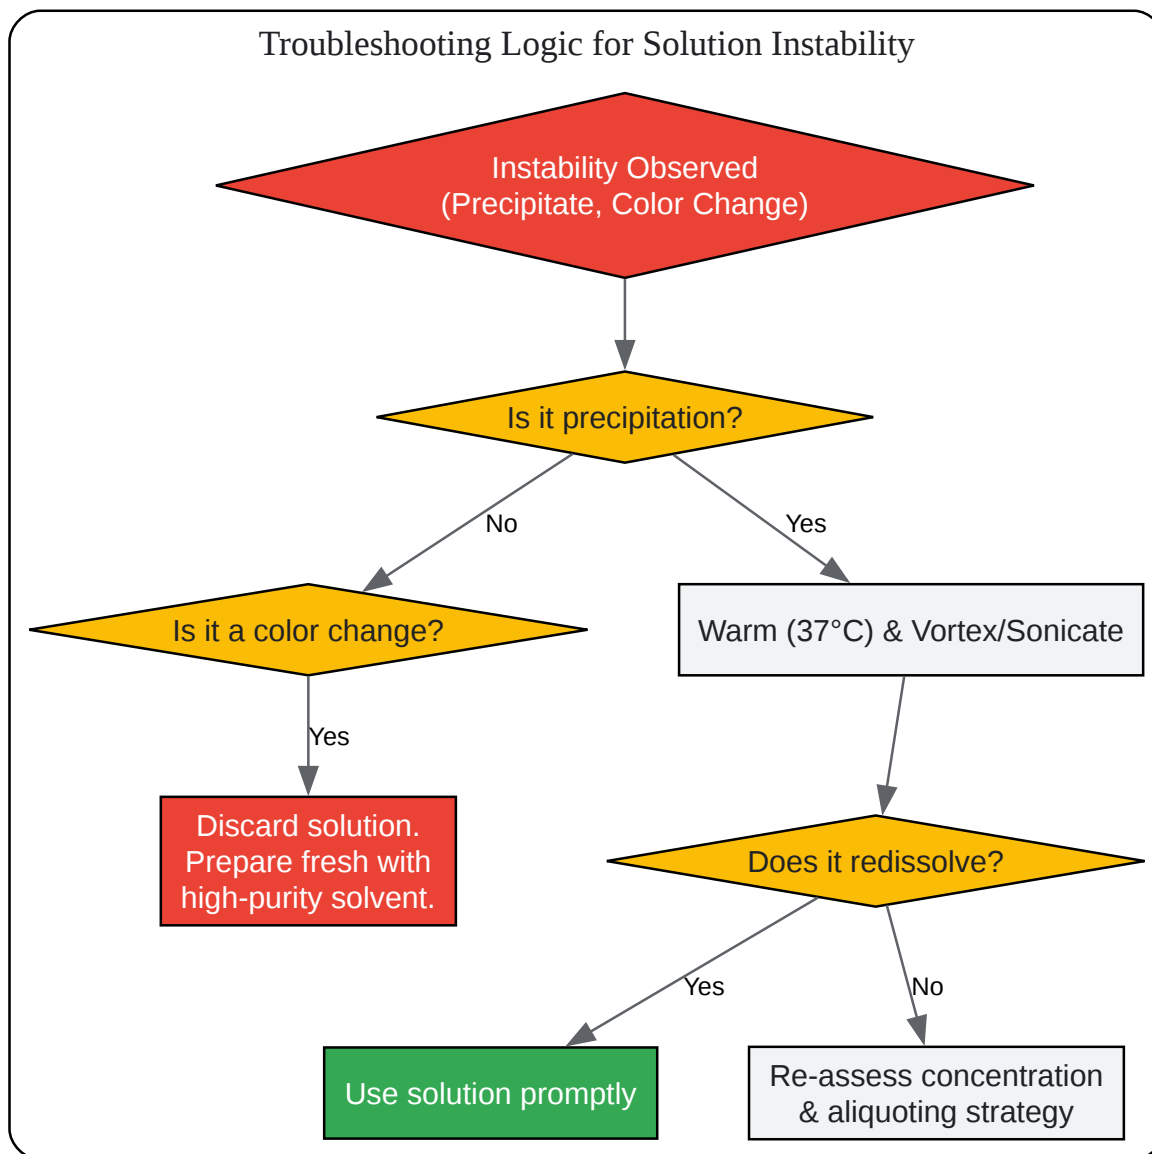 Troubleshooting Logic for Solution Instability
Instability Observed
(Precipitate, Color Change)
Is it precipitation?
No
Yes
Is it a color change?
Warm (37°C) & Vortex/Sonicate
Yes
Discard solution.
Prepare fresh with
high-purity solvent.
Does it redissolve?
Yes
No
Use solution promptly
Re-assess concentration
& aliquoting strategy